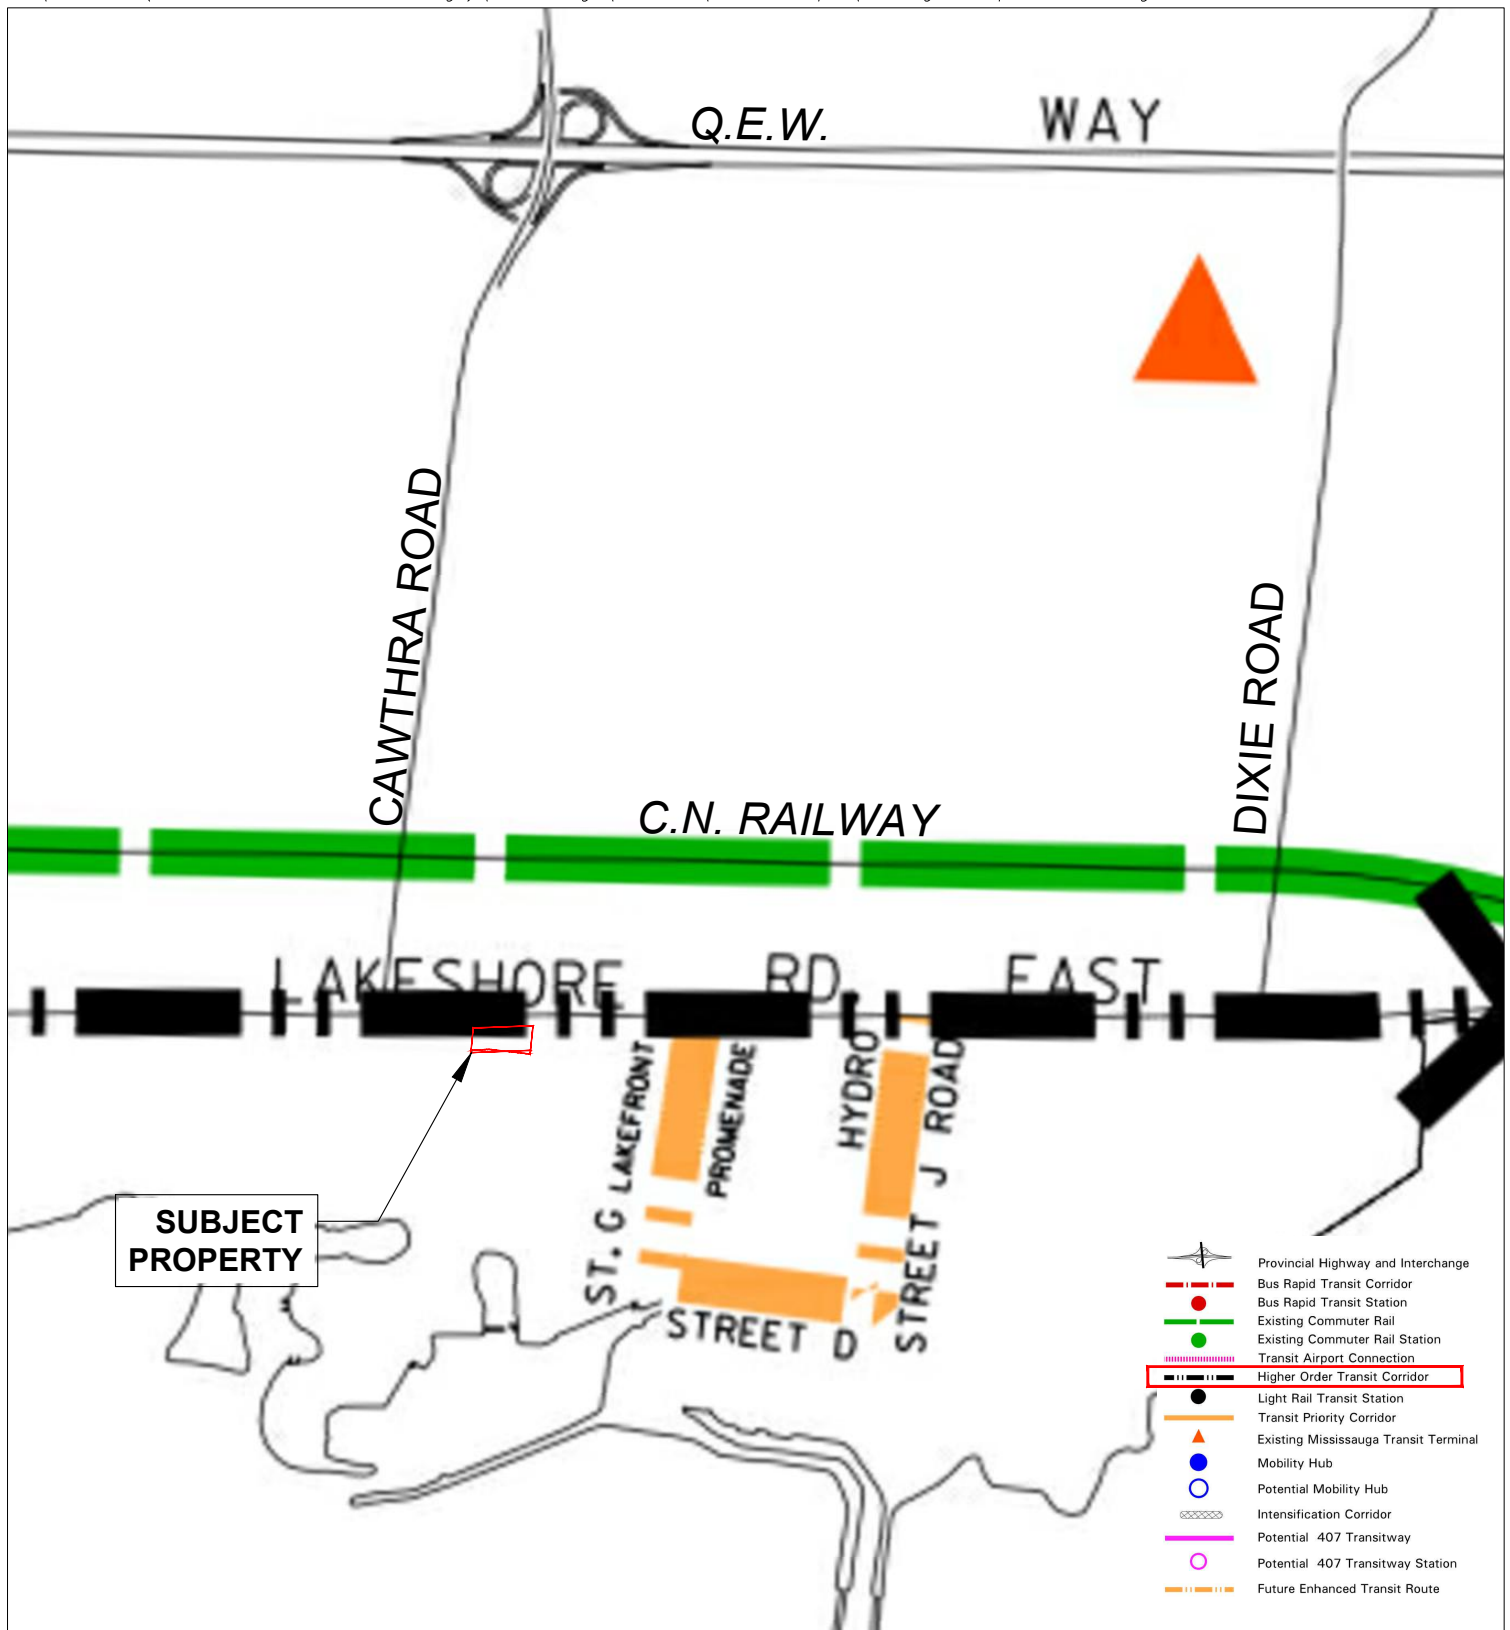 Q.E.W.
WAY
CAWTHRA ROAD
DIXIE ROAD
C.N. RAILWAY
LAKESHORE RD. EAST
LAKEFRONT
PROMENADE
HYDRO
ROAD
ST. G
STREET J
STREET D
SUBJECT
PROPERTY
Provincial Highway and Interchange
Bus Rapid Transit Corridor
Bus Rapid Transit Station
Existing Commuter Rail
Existing Commuter Rail Station
Transit Airport Connection
Higher Order Transit Corridor
Light Rail Transit Station
Transit Priority Corridor
Existing Mississauga Transit Terminal
Mobility Hub
Potential Mobility Hub
Intensification Corridor
Potential 407 Transitway
Potential 407 Transitway Station
Future Enhanced Transit Route